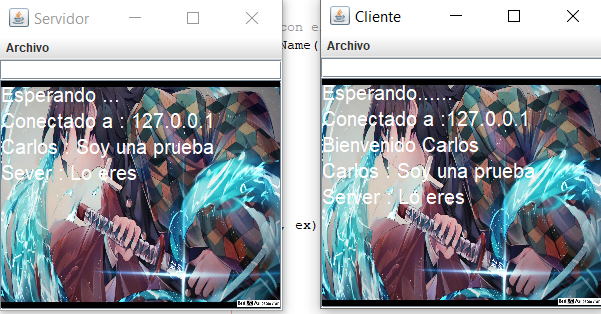 Servidor
Archivo
Esperando ...
Conectado a : 127.0.0.1
Carlos : Soy una prueba
Sever : Lo eres
con e
Name(
, ex)
Cliente
Archivo
Esperando......
Conectado a :127.0.0.1
Bienvenido Carlos
Carlos : Soy una prueba
Server : Lo eres